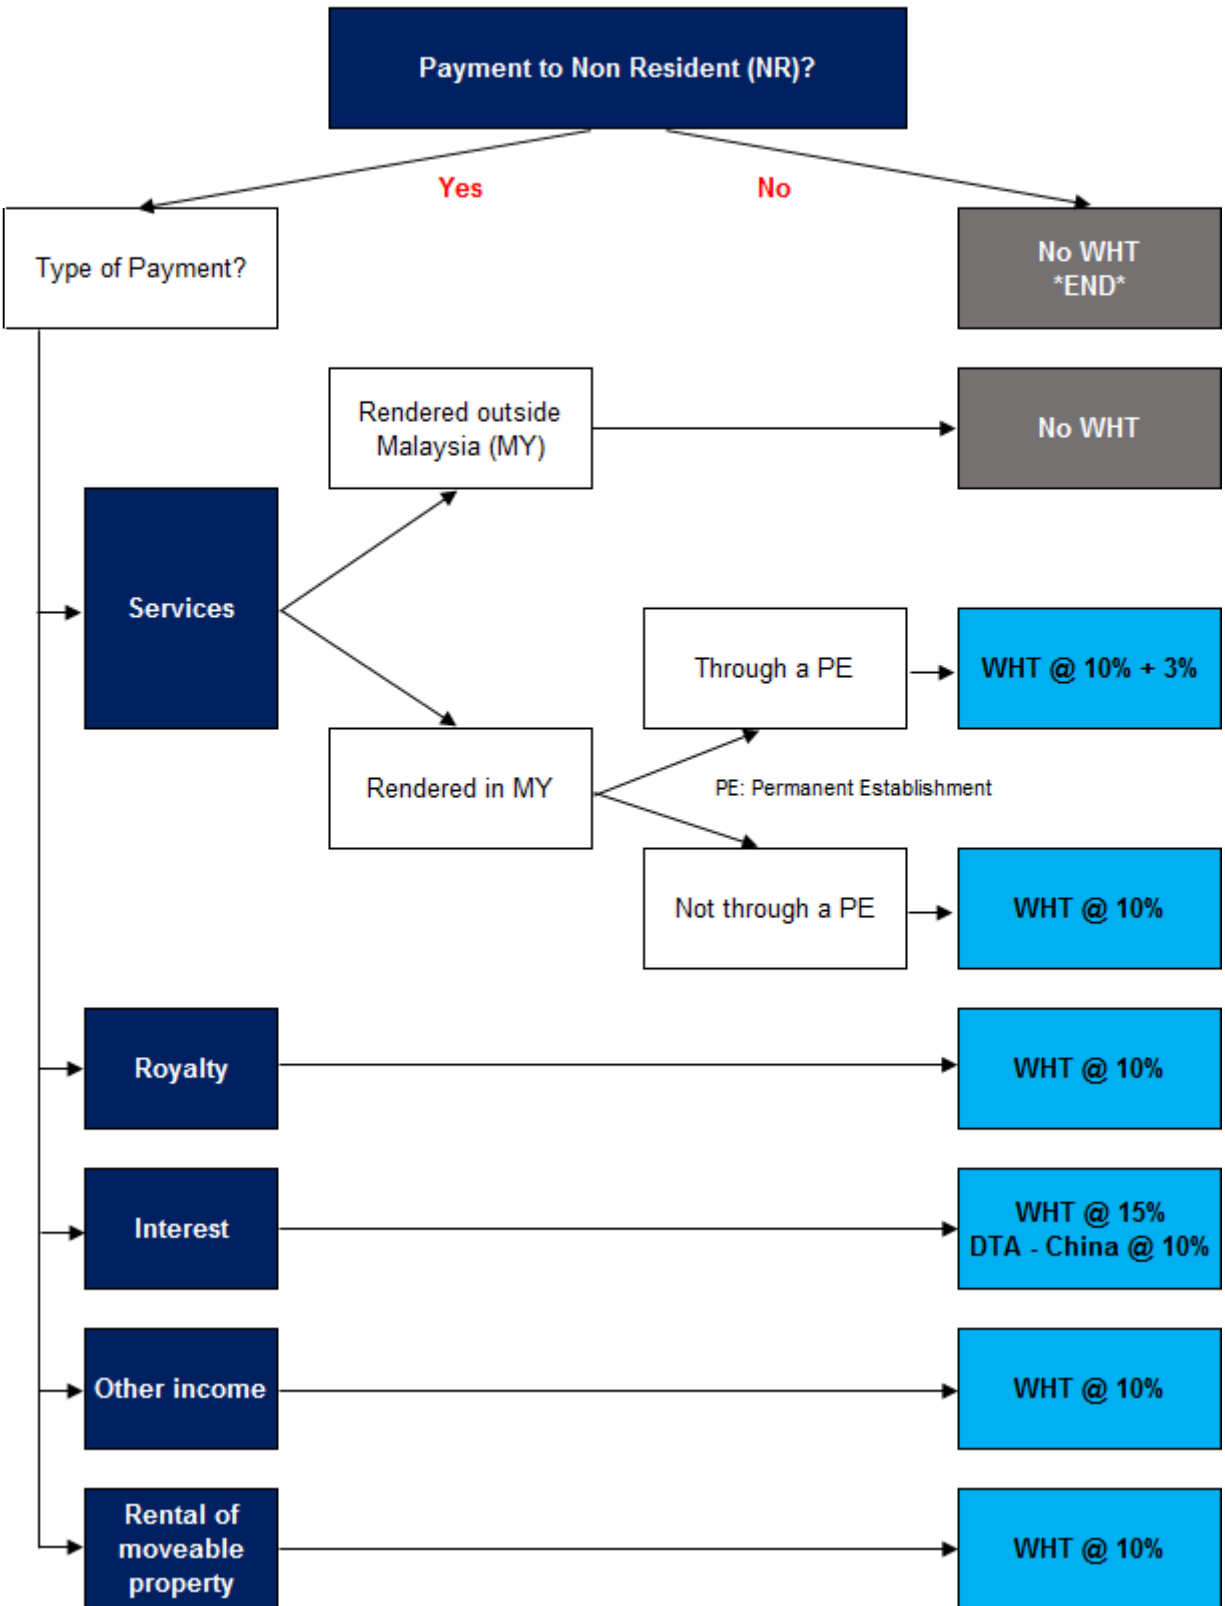 Payment to Non Resident (NR)?
Yes
No
Type of Payment?
No WHT
*END*
Rendered outside
Malaysia (MY)
No WHT
Services
Through a PE
WHT @ 10% + 3%
Rendered in MY
PE: Permanent Establishment
Not through a PE
WHT @ 10%
Royalty
WHT @ 10%
Interest
WHT @ 15%
DTA - China @ 10%
Other income
WHT @ 10%
Rental of
moveable
property
WHT @ 10%